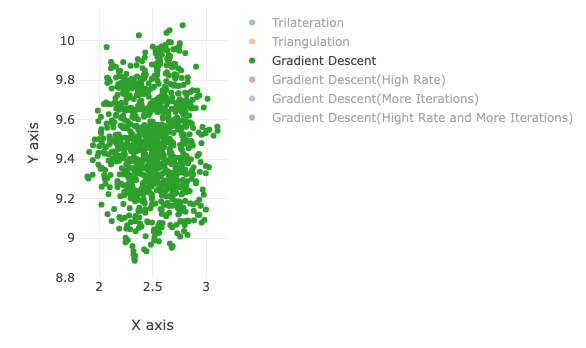 10
9.8
9.6
9.4
9.2
9
8.8
2
2.5
3
X axis
Y axis
Trilateration
Triangulation
Gradient Descent
Gradient Descent(High Rate)
Gradient Descent(More Iterations)
Gradient Descent(Hight Rate and More Iterations)